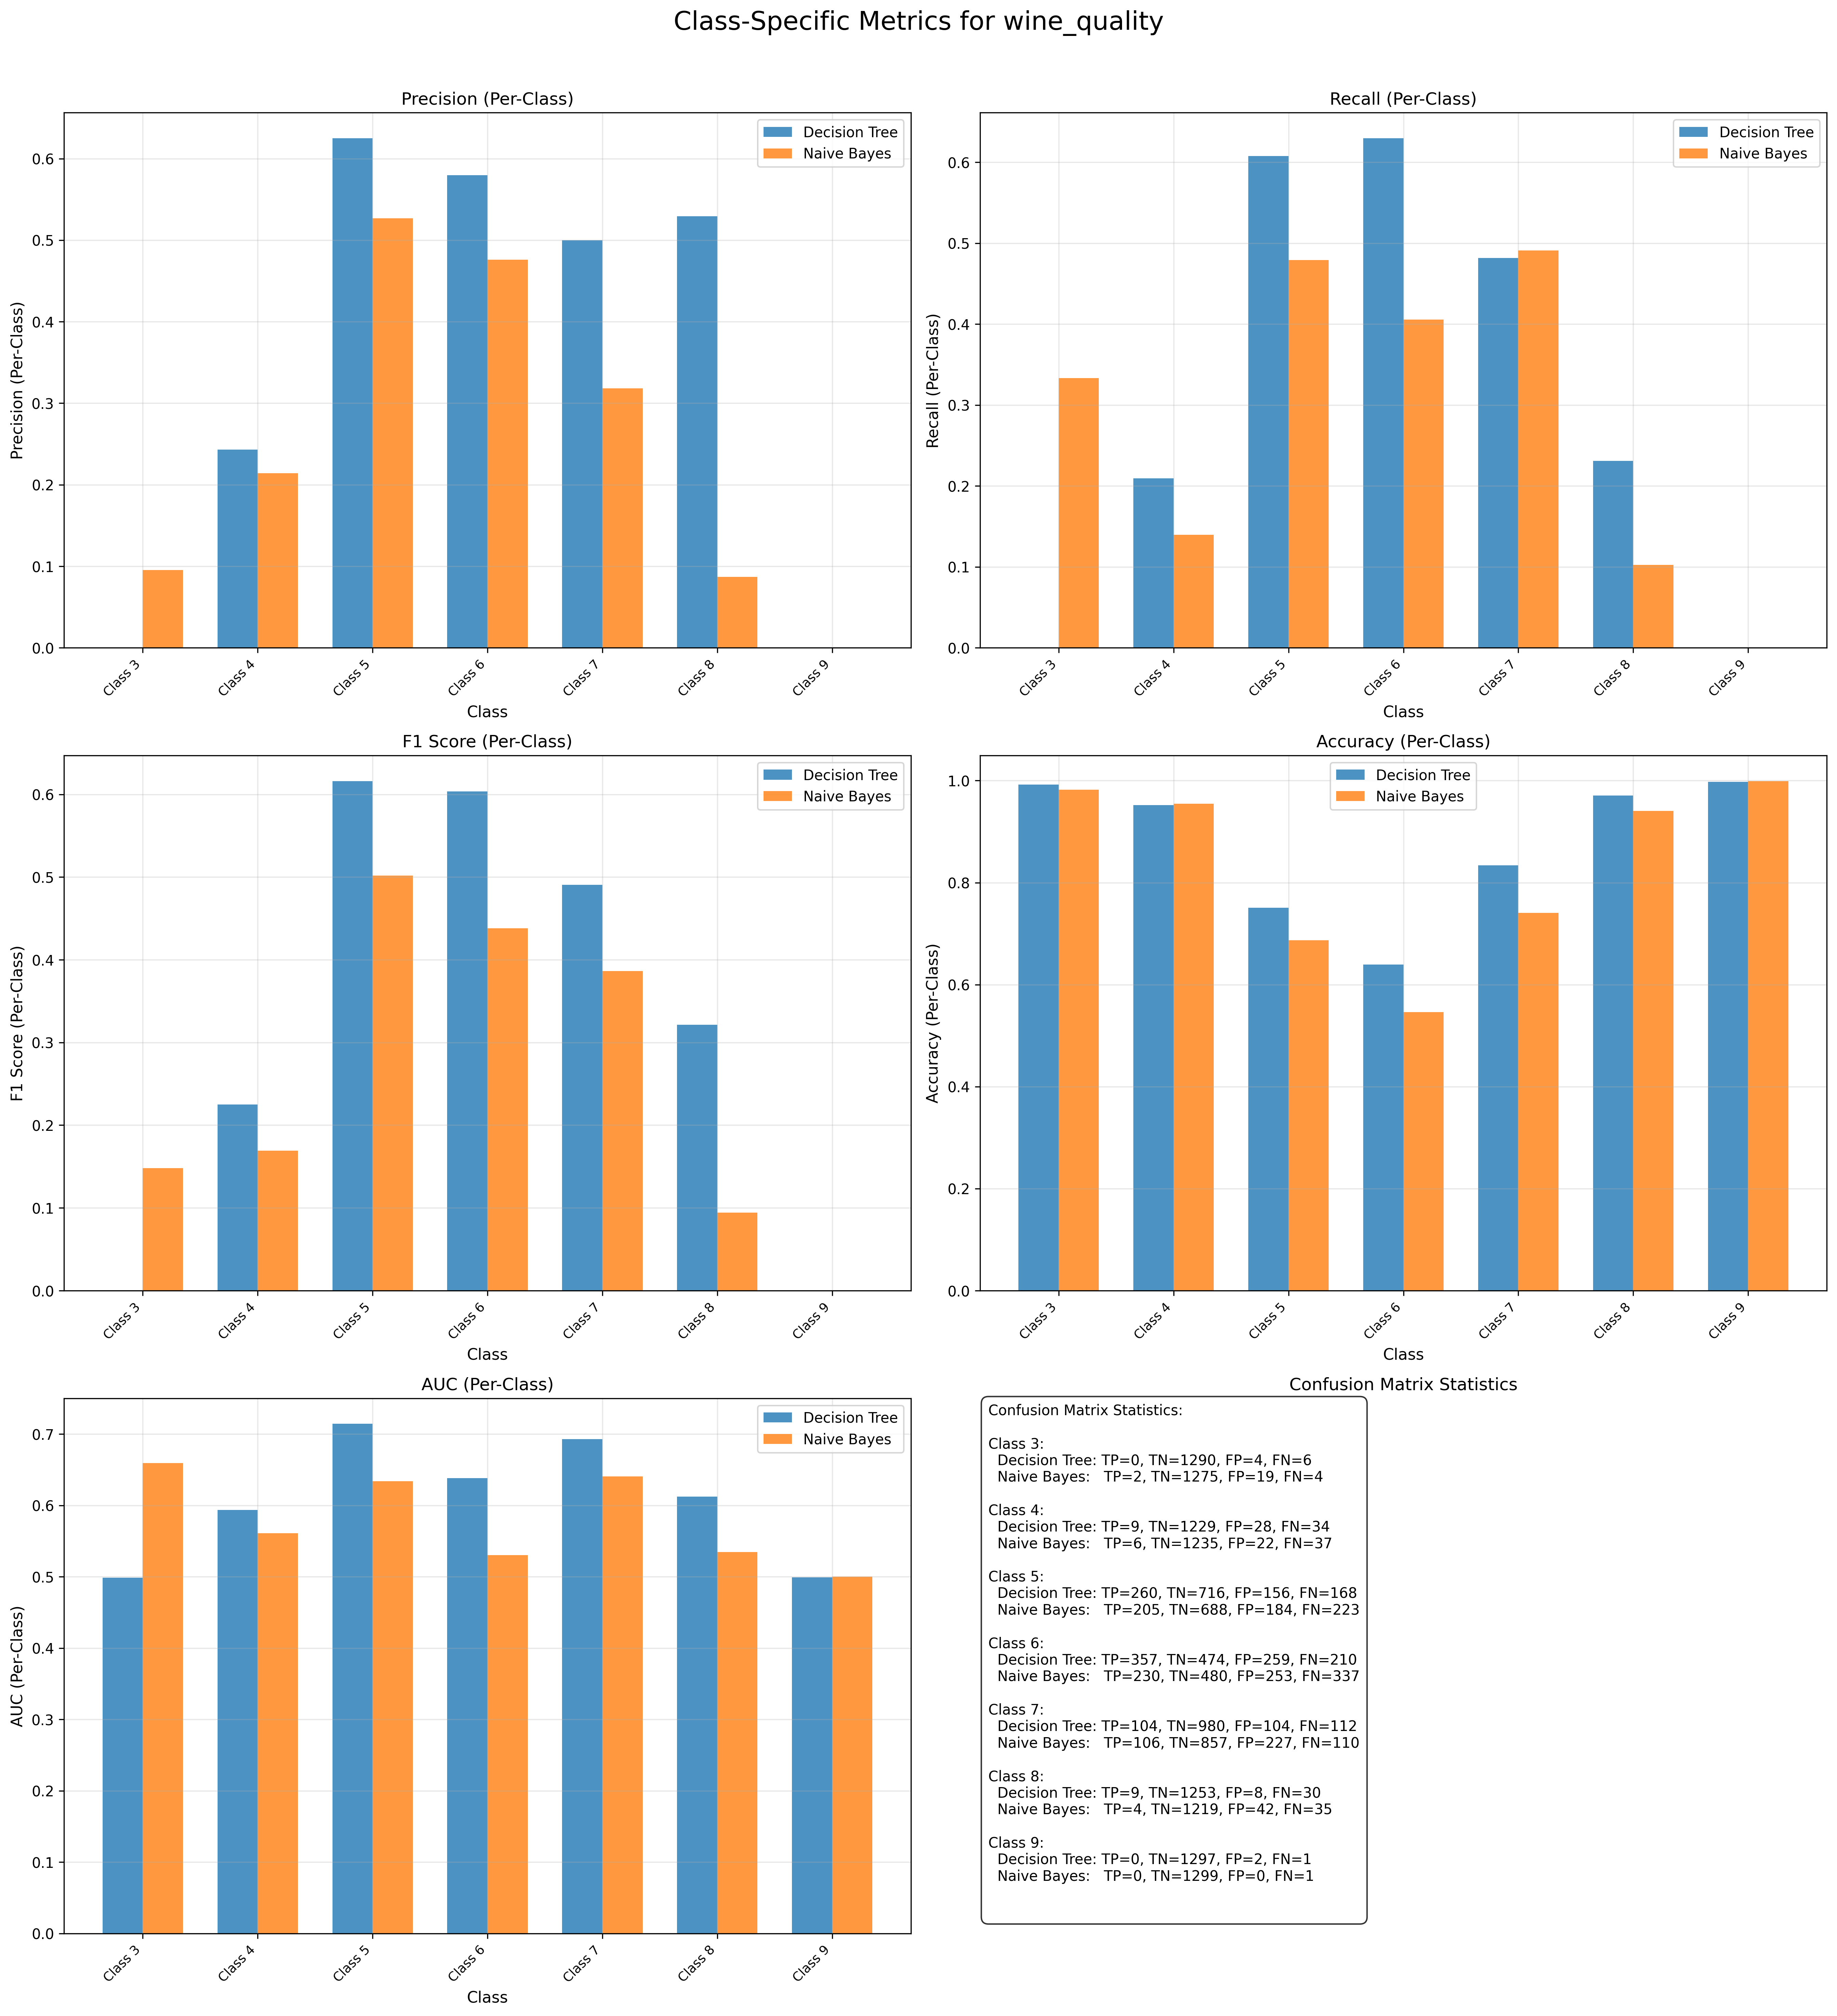 Class-Specific Metrics for wine_quality
Precision (Per-Class)
Decision Tree
Naive Bayes
Precision (Per-Class)
0.6
0.5
0.4
0.3
0.2
0.1
0.0
Class 3
Class 4
Class 5
Class 6
Class 7
Class 8
Class 9
Class
Recall (Per-Class)
Decision Tree
Naive Bayes
Recall (Per-Class)
0.6
0.5
0.4
0.3
0.2
0.1
0.0
Class 3
Class 4
Class 5
Class 6
Class 7
Class 8
Class 9
Class
F1 Score (Per-Class)
Decision Tree
Naive Bayes
F1 Score (Per-Class)
0.6
0.5
0.4
0.3
0.2
0.1
0.0
Class 3
Class 4
Class 5
Class 6
Class 7
Class 8
Class 9
Class
Accuracy (Per-Class)
Decision Tree
Naive Bayes
Accuracy (Per-Class)
1.0
0.8
0.6
0.4
0.2
0.0
Class 3
Class 4
Class 5
Class 6
Class 7
Class 8
Class 9
Class
AUC (Per-Class)
Decision Tree
Naive Bayes
AUC (Per-Class)
0.7
0.6
0.5
0.4
0.3
0.2
0.1
0.0
Class 3
Class 4
Class 5
Class 6
Class 7
Class 8
Class 9
Class
Confusion Matrix Statistics
Confusion Matrix Statistics:
Class 3:
Decision Tree: TP=0, TN=1290, FP=4, FN=6
Naive Bayes: TP=2, TN=1275, FP=19, FN=4
Class 4:
Decision Tree: TP=9, TN=1229, FP=28, FN=34
Naive Bayes: TP=6, TN=1235, FP=22, FN=37
Class 5:
Decision Tree: TP=260, TN=716, FP=156, FN=168
Naive Bayes: TP=205, TN=688, FP=184, FN=223
Class 6:
Decision Tree: TP=357, TN=474, FP=259, FN=210
Naive Bayes: TP=230, TN=480, FP=253, FN=337
Class 7:
Decision Tree: TP=104, TN=980, FP=104, FN=112
Naive Bayes: TP=106, TN=857, FP=227, FN=110
Class 8:
Decision Tree: TP=9, TN=1253, FP=8, FN=30
Naive Bayes: TP=4, TN=1219, FP=42, FN=35
Class 9:
Decision Tree: TP=0, TN=1297, FP=2, FN=1
Naive Bayes: TP=0, TN=1299, FP=0, FN=1